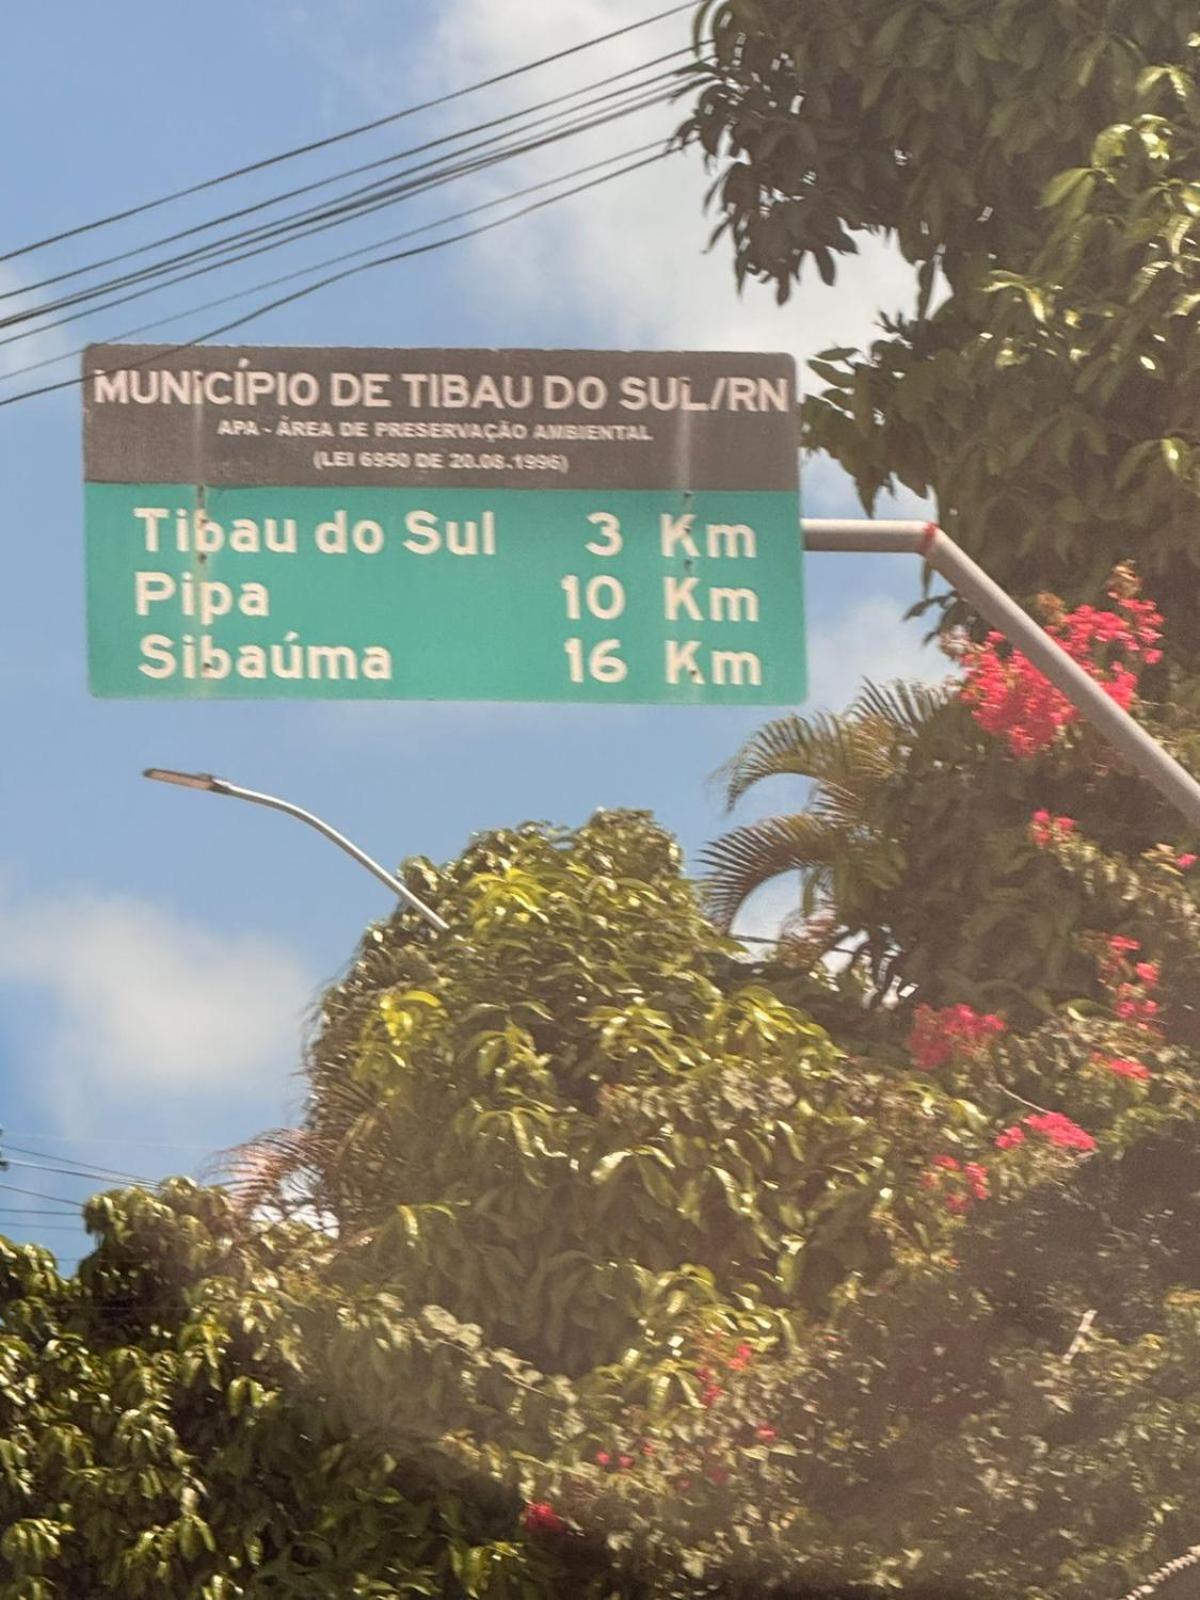 MUNICÍPIO DE TIBAU DO SUL/RN
APA - ÁREA DE PRESERVAÇÃO AMBIENTAL
(LEI 6950 DE 20.08.1996)
Tibau do Sul 3 Km
Pipa 10 Km
Sibaúma 16 Km